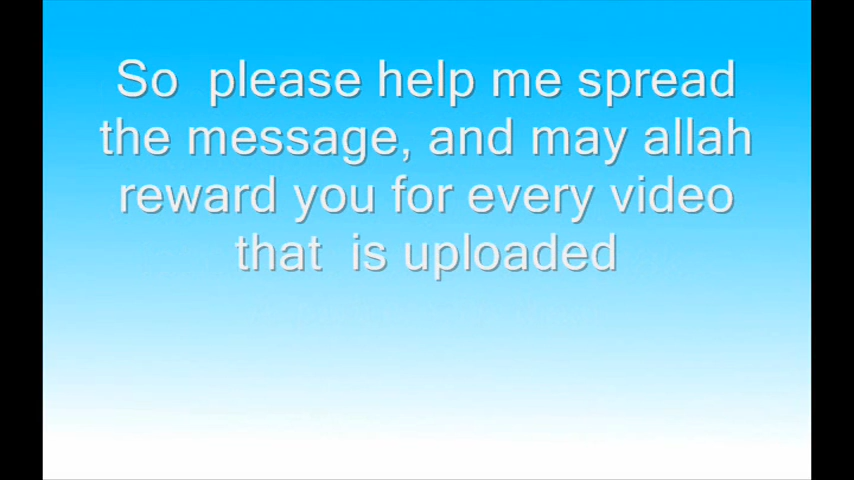 So please help me spread
the message, and may allah
reward you for every video
that is uploaded